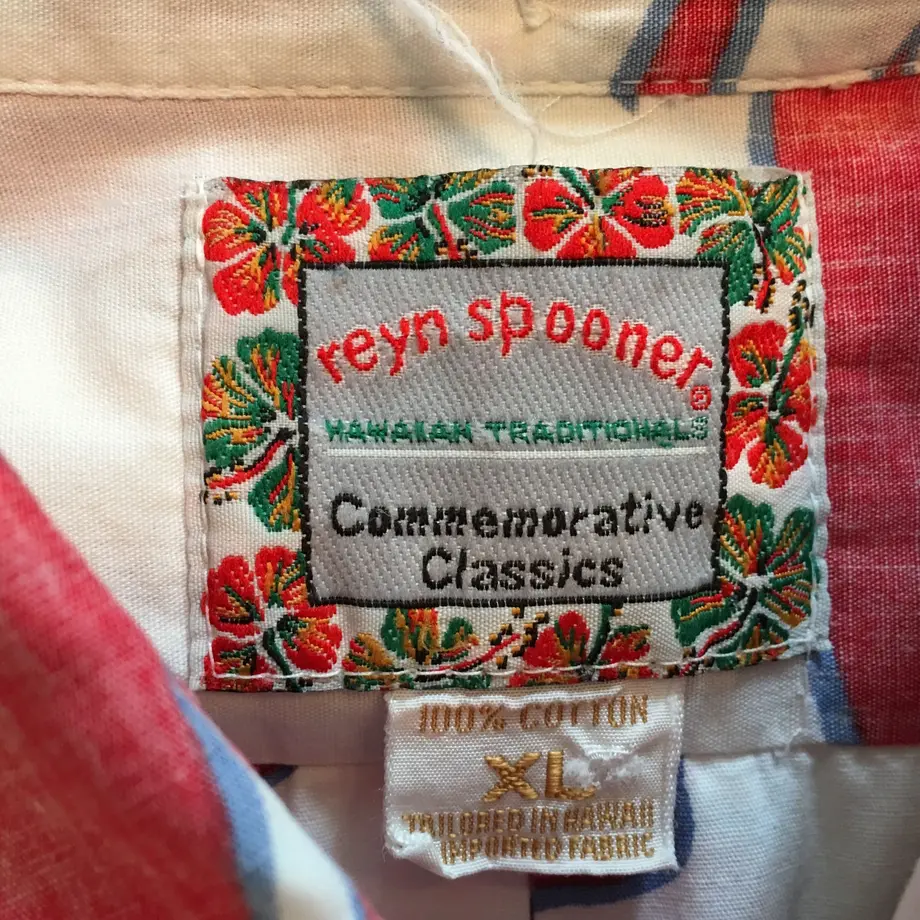 reyn spooner®
HAWAIIAN TRADITIONALS
Commemorative
Classics
100% COTTON
XL
TAILORED IN HAWAII
IMPORTED FABRIC